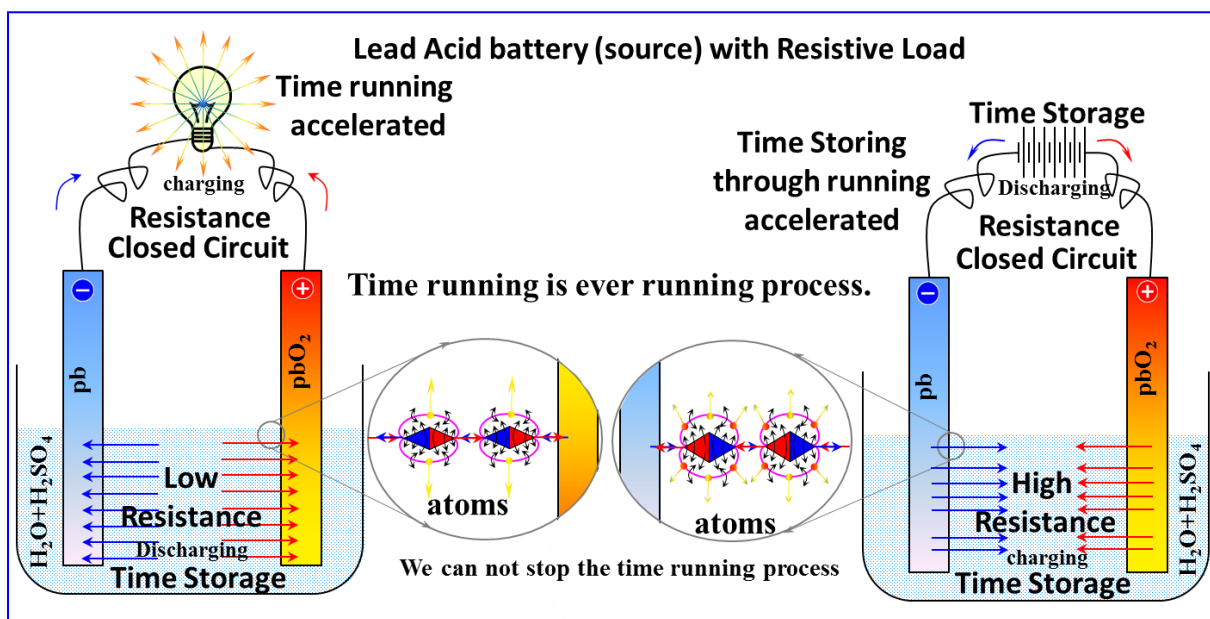 Lead Acid battery (source) with Resistive Load
Time running
accelerated
charging
Resistance
Closed Circuit
−
+
pb
pbO₂
H₂O+H₂SO₄
Low
Resistance
Discharging
Time Storage
Time running is ever running process.
atoms
atoms
We can not stop the time running process
Time Storage
Time Storing
through running
accelerated
Discharging
Resistance
Closed Circuit
−
+
pb
pbO₂
H₂O+H₂SO₄
High
Resistance
charging
Time Storage